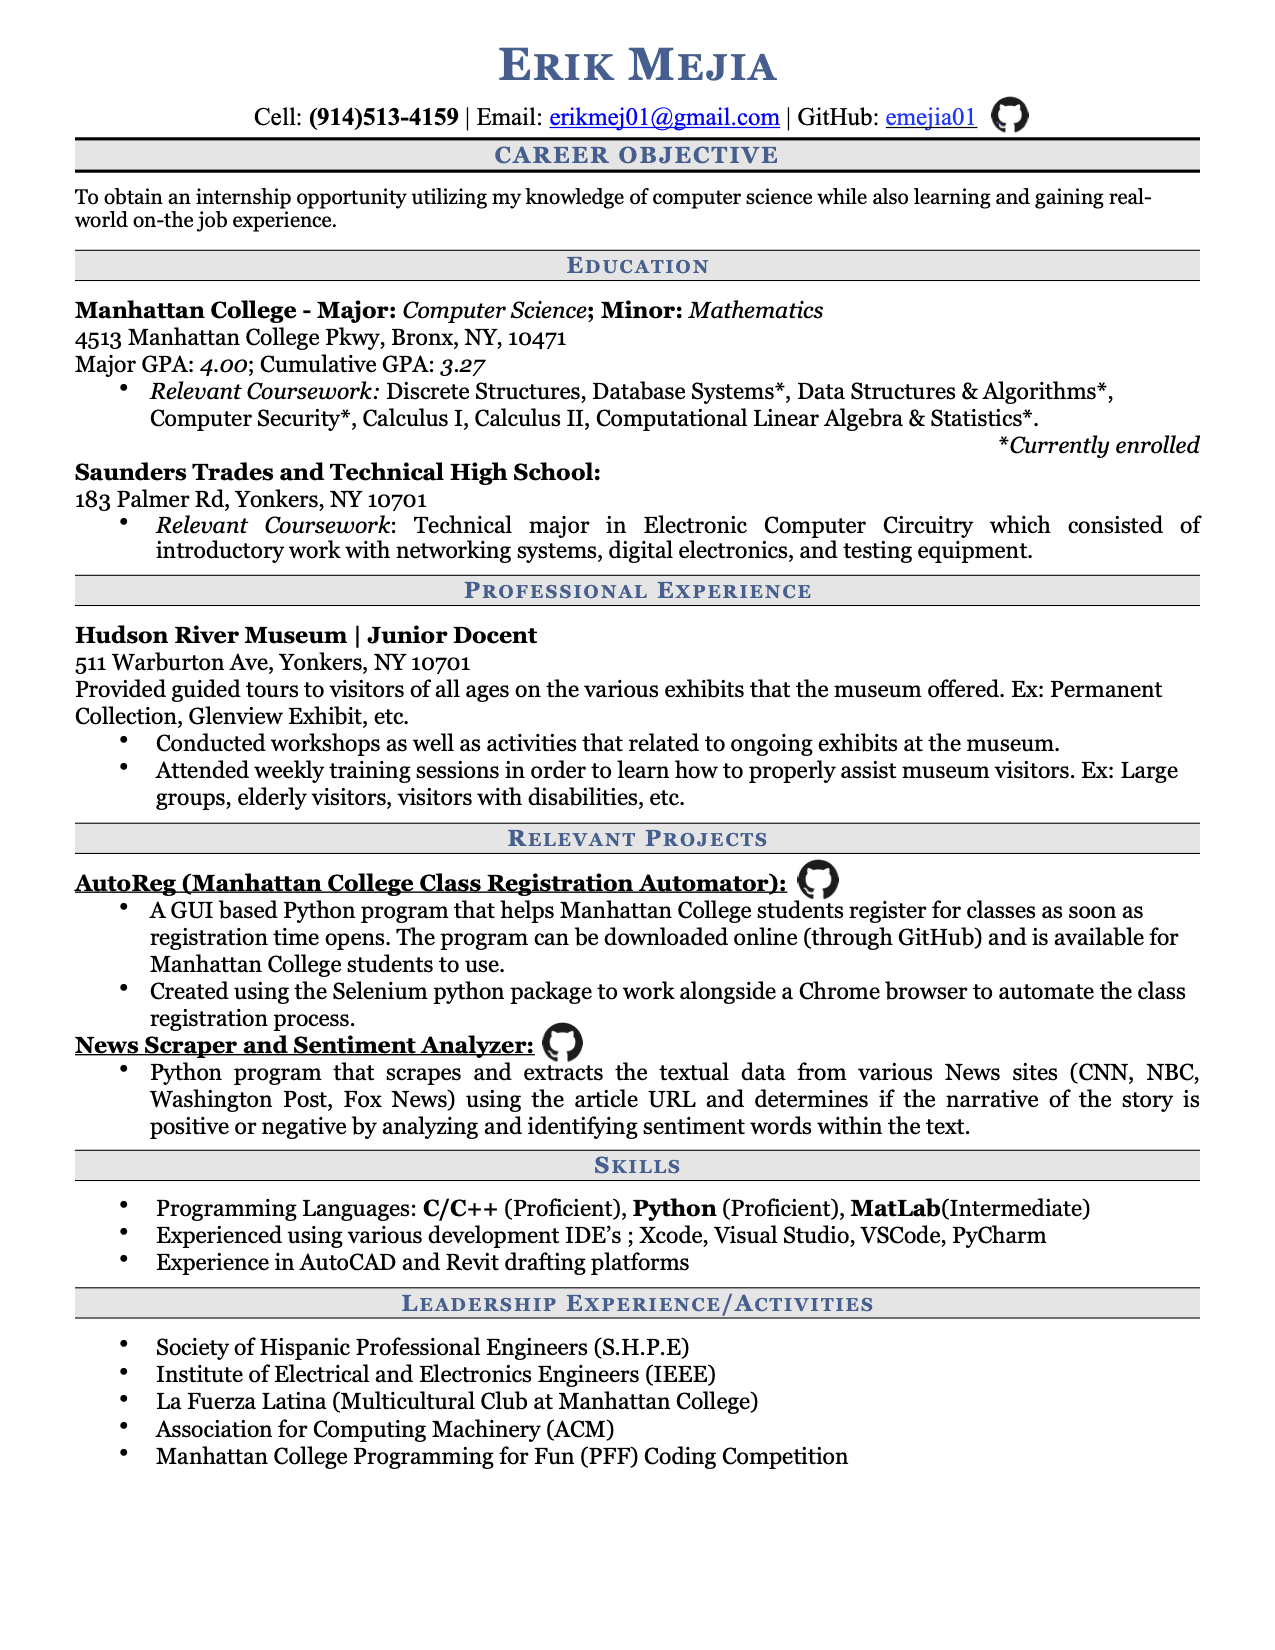 Erik Mejia
Cell: (914)513-4159 | Email: erikmej01@gmail.com | GitHub: emejia01
CAREER OBJECTIVE
To obtain an internship opportunity utilizing my knowledge of computer science while also learning and gaining real-
world on-the job experience.
Education
Manhattan College - Major: Computer Science; Minor: Mathematics
4513 Manhattan College Pkwy, Bronx, NY, 10471
Major GPA: 4.00; Cumulative GPA: 3.27
• Relevant Coursework: Discrete Structures, Database Systems*, Data Structures & Algorithms*,
Computer Security*, Calculus I, Calculus II, Computational Linear Algebra & Statistics*.
*Currently enrolled
Saunders Trades and Technical High School:
183 Palmer Rd, Yonkers, NY 10701
• Relevant Coursework: Technical major in Electronic Computer Circuitry which consisted of
introductory work with networking systems, digital electronics, and testing equipment.
Professional Experience
Hudson River Museum | Junior Docent
511 Warburton Ave, Yonkers, NY 10701
Provided guided tours to visitors of all ages on the various exhibits that the museum offered. Ex: Permanent
Collection, Glenview Exhibit, etc.
• Conducted workshops as well as activities that related to ongoing exhibits at the museum.
• Attended weekly training sessions in order to learn how to properly assist museum visitors. Ex: Large
groups, elderly visitors, visitors with disabilities, etc.
Relevant Projects
AutoReg (Manhattan College Class Registration Automator):
• A GUI based Python program that helps Manhattan College students register for classes as soon as
registration time opens. The program can be downloaded online (through GitHub) and is available for
Manhattan College students to use.
• Created using the Selenium python package to work alongside a Chrome browser to automate the class
registration process.
News Scraper and Sentiment Analyzer:
• Python program that scrapes and extracts the textual data from various News sites (CNN, NBC,
Washington Post, Fox News) using the article URL and determines if the narrative of the story is
positive or negative by analyzing and identifying sentiment words within the text.
Skills
• Programming Languages: C/C++ (Proficient), Python (Proficient), MatLab(Intermediate)
• Experienced using various development IDE’s ; Xcode, Visual Studio, VSCode, PyCharm
• Experience in AutoCAD and Revit drafting platforms
Leadership Experience/Activities
• Society of Hispanic Professional Engineers (S.H.P.E)
• Institute of Electrical and Electronics Engineers (IEEE)
• La Fuerza Latina (Multicultural Club at Manhattan College)
• Association for Computing Machinery (ACM)
• Manhattan College Programming for Fun (PFF) Coding Competition